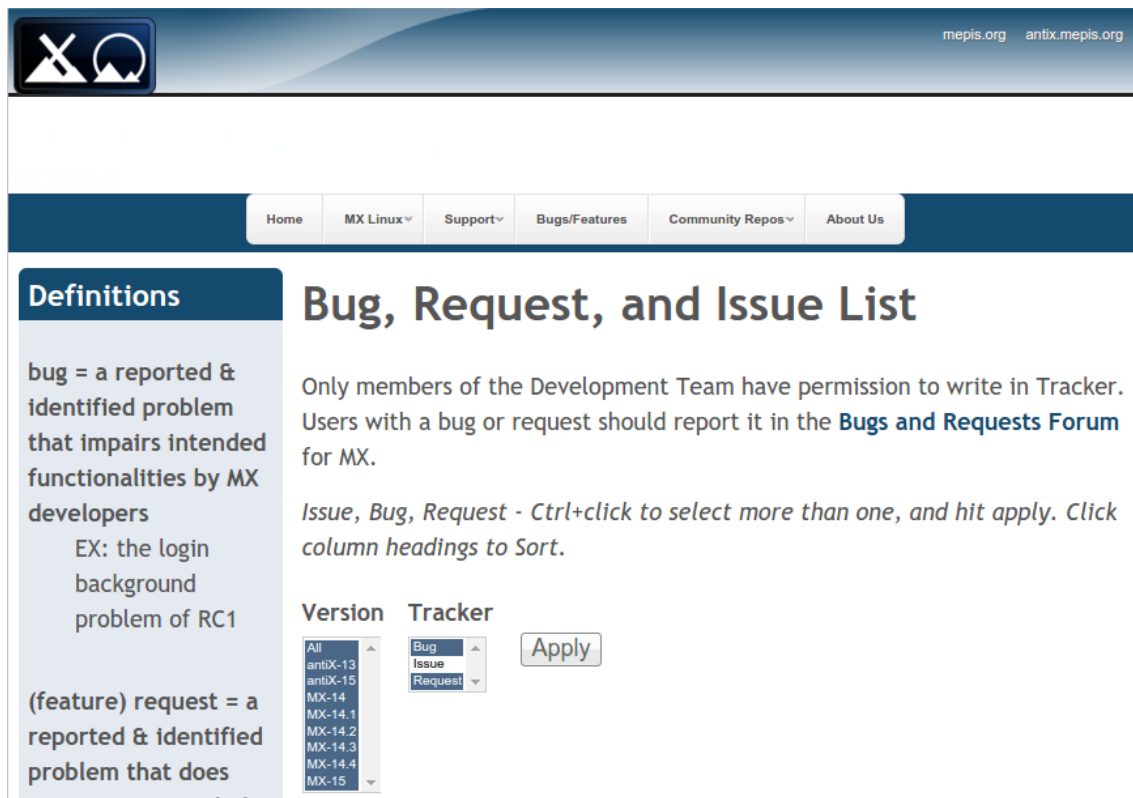 mepis.org antix.mepis.org
Home MX Linux Support Bugs/Features Community Repos About Us
Definitions
bug = a reported &
identified problem
that impairs intended
functionalities by MX
developers
EX: the login
background
problem of RC1
(feature) request = a
reported & identified
problem that does
Bug, Request, and Issue List
Only members of the Development Team have permission to write in Tracker.
Users with a bug or request should report it in the Bugs and Requests Forum
for MX.
Issue, Bug, Request - Ctrl+click to select more than one, and hit apply. Click
column headings to Sort.
Version Tracker
All
antiX-13
antiX-15
MX-14
MX-14.1
MX-14.2
MX-14.3
MX-14.4
MX-15
Bug
Issue
Request
Apply